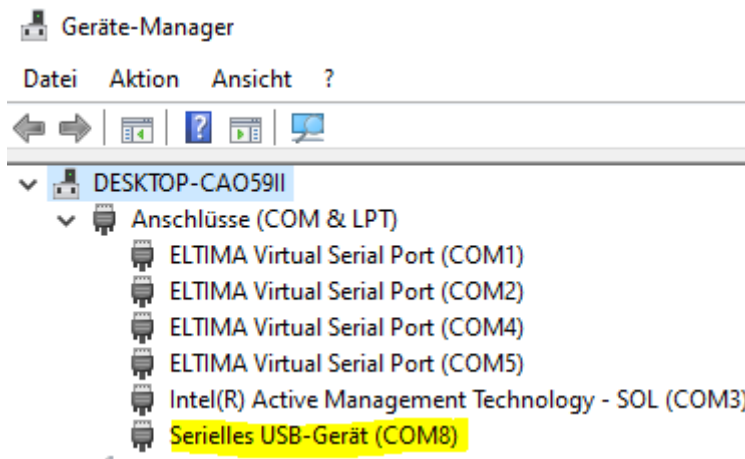 Geräte-Manager
Datei Aktion Ansicht ?
DESKTOP-CAO59II
Anschlüsse (COM & LPT)
ELTIMA Virtual Serial Port (COM1)
ELTIMA Virtual Serial Port (COM2)
ELTIMA Virtual Serial Port (COM4)
ELTIMA Virtual Serial Port (COM5)
Intel(R) Active Management Technology - SOL (COM3)
Serielles USB-Gerät (COM8)